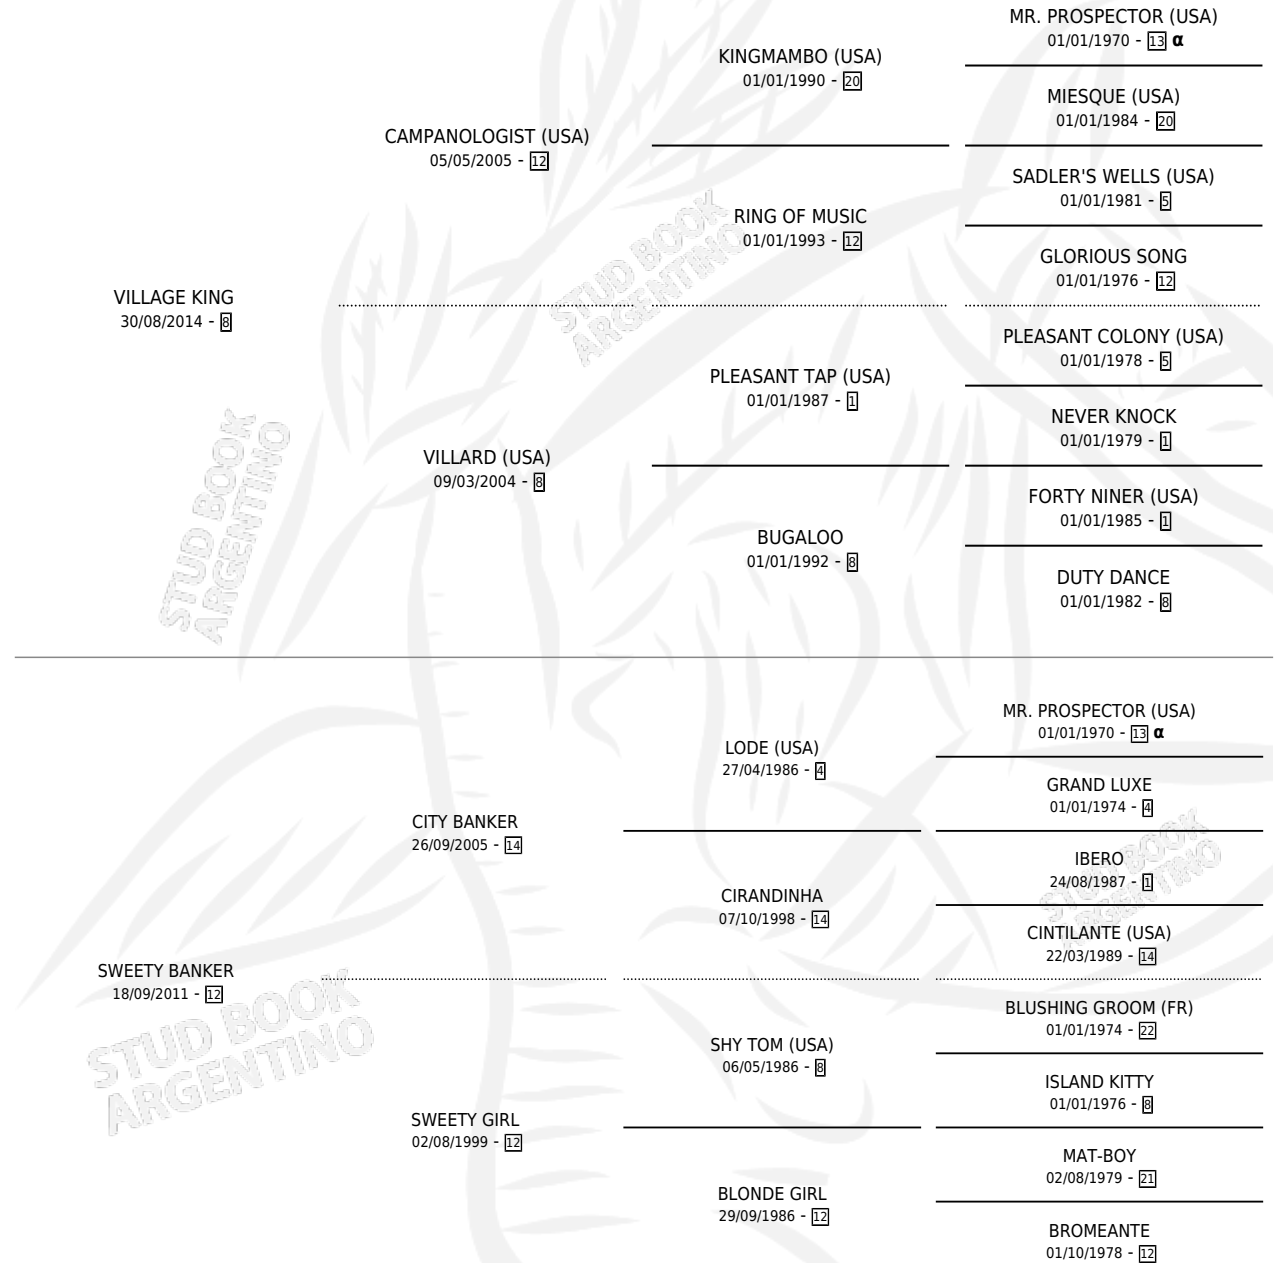 MR. PROSPECTOR (USA)
01/01/1970 - 13 α
KINGMAMBO (USA)
01/01/1990 - 20
MIESQUE (USA)
01/01/1984 - 20
CAMPANOLOGIST (USA)
05/05/2005 - 12
SADLER'S WELLS (USA)
01/01/1981 - 5
RING OF MUSIC
01/01/1993 - 12
GLORIOUS SONG
01/01/1976 - 12
VILLAGE KING
30/08/2014 - 8
PLEASANT COLONY (USA)
01/01/1978 - 5
PLEASANT TAP (USA)
01/01/1987 - 1
NEVER KNOCK
01/01/1979 - 1
VILLARD (USA)
09/03/2004 - 8
FORTY NINER (USA)
01/01/1985 - 1
BUGALOO
01/01/1992 - 8
DUTY DANCE
01/01/1982 - 8
STUD BOOK
ARGENTINO
STUD BOOK
ARGENTINO
MR. PROSPECTOR (USA)
01/01/1970 - 13 α
LODE (USA)
27/04/1986 - 4
GRAND LUXE
01/01/1974 - 4
CITY BANKER
26/09/2005 - 14
IBERO
24/08/1987 - 1
CIRANDINHA
07/10/1998 - 14
CINTILANTE (USA)
22/03/1989 - 14
SWEETY BANKER
18/09/2011 - 12
BLUSHING GROOM (FR)
01/01/1974 - 22
SHY TOM (USA)
06/05/1986 - 8
ISLAND KITTY
01/01/1976 - 8
SWEETY GIRL
02/08/1999 - 12
MAT-BOY
02/08/1979 - 21
BLONDE GIRL
29/09/1986 - 12
BROMEANTE
01/10/1978 - 12
STUD BOOK
ARGENTINO
STUD BOOK
ARGENTINO